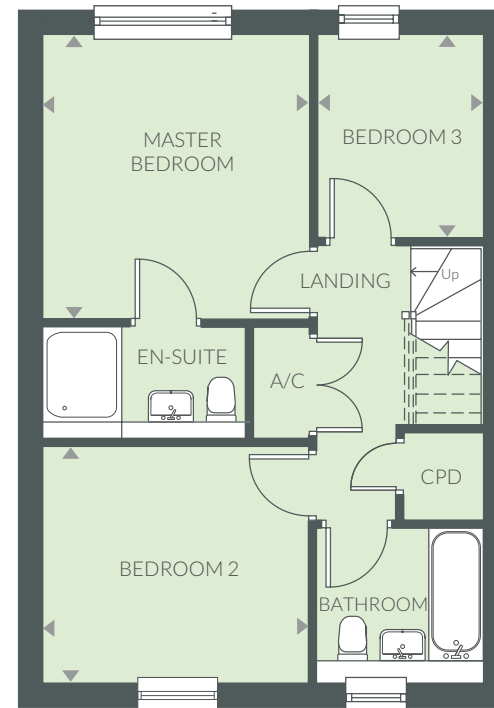 MASTER
BEDROOM
BEDROOM 3
LANDING
Up
EN-SUITE
A/C
CPD
BEDROOM 2
BATHROOM